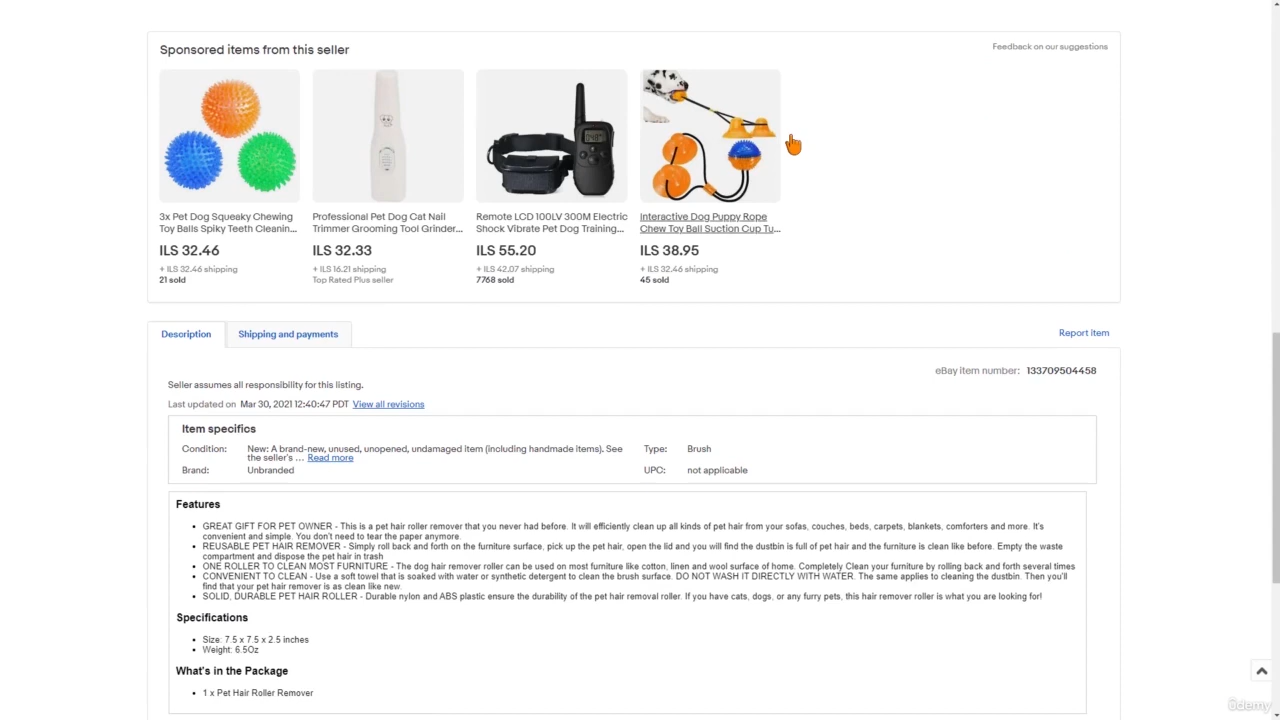 Sponsored items from this seller
Feedback on our suggestions
3x Pet Dog Squeaky Chewing
Toy Balls Spiky Teeth Cleanin...
ILS 32.46
+ ILS 32.46 shipping
21 sold
Professional Pet Dog Cat Nail
Trimmer Grooming Tool Grinder...
ILS 32.33
+ ILS 16.21 shipping
Top Rated Plus seller
Remote LCD 100LV 300M Electric
Shock Vibrate Pet Dog Training...
ILS 55.20
+ ILS 42.07 shipping
7768 sold
Interactive Dog Puppy Rope
Chew Toy Ball Suction Cup Tu...
ILS 38.95
+ ILS 32.46 shipping
45 sold
Description
Shipping and payments
Report item
eBay item number: 133709504458
Seller assumes all responsibility for this listing.
Last updated on Mar 30, 2021 12:40:47 PDT View all revisions
Item specifics
Condition: New: A brand-new, unused, unopened, undamaged item (including handmade items). See
the seller's ... Read more
Type: Brush
Brand: Unbranded
UPC: not applicable
Features
• GREAT GIFT FOR PET OWNER - This is a pet hair roller remover that you never had before. It will efficiently clean up all kinds of pet hair from your sofas, couches, beds, carpets, blankets, comforters and more. It's
convenient and simple. You don't need to tear the paper anymore.
• REUSABLE PET HAIR REMOVER - Simply roll back and forth on the furniture surface, pick up the pet hair, open the lid and you will find the dustbin is full of pet hair and the furniture is clean like before. Empty the waste
compartment and dispose the pet hair in trash
• ONE ROLLER TO CLEAN MOST FURNITURE - The dog hair remover roller can be used on most furniture like cotton, linen and wool surface of home. Completely Clean your furniture by rolling back and forth several times
• CONVENIENT TO CLEAN - Use a soft towel that is soaked with water or synthetic detergent to clean the brush surface. DO NOT WASH IT DIRECTLY WITH WATER. The same applies to cleaning the dustbin. Then you'll
find that your pet hair remover is as clean like new.
• SOLID, DURABLE PET HAIR ROLLER - Durable nylon and ABS plastic ensure the durability of the pet hair removal roller. If you have cats, dogs, or any furry pets, this hair remover roller is what you are looking for!
Specifications
• Size: 7.5 x 7.5 x 2.5 inches
• Weight: 6.5Oz
What's in the Package
• 1 x Pet Hair Roller Remover
ûdemy